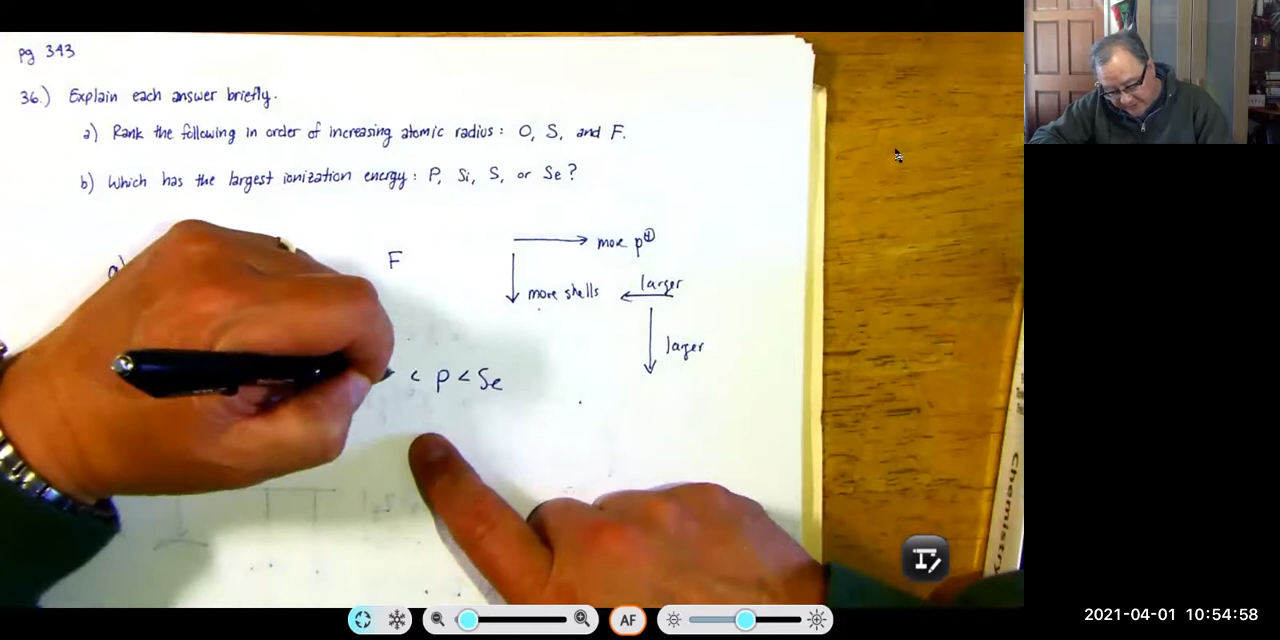 pg 343
36.) Explain each answer briefly.
a) Rank the following in order of increasing atomic radius: O, S, and F.
b) Which has the largest ionization energy: P, Si, S, or Se?
a)
F
more p⊕
more shells
larger
larger
< P < Se
Chemistry
AF
2021-04-01 10:54:58